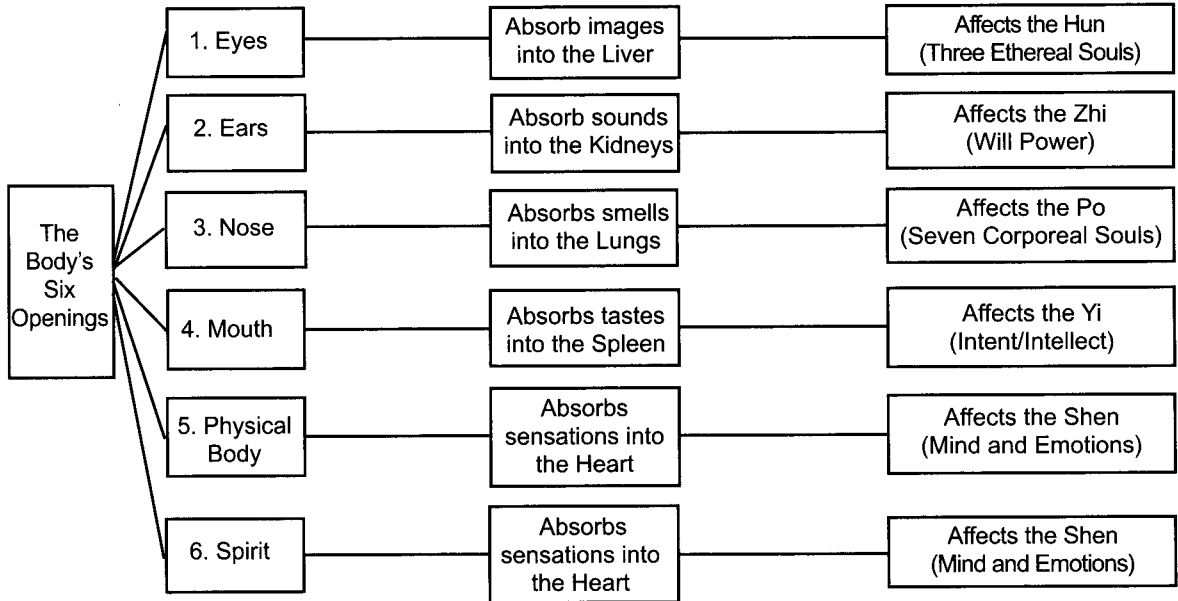 The
Body's
Six
Openings
1. Eyes
Absorb images
into the Liver
Affects the Hun
(Three Ethereal Souls)
2. Ears
Absorb sounds
into the Kidneys
Affects the Zhi
(Will Power)
3. Nose
Absorbs smells
into the Lungs
Affects the Po
(Seven Corporeal Souls)
4. Mouth
Absorbs tastes
into the Spleen
Affects the Yi
(Intent/Intellect)
5. Physical
Body
Absorbs
sensations into
the Heart
Affects the Shen
(Mind and Emotions)
6. Spirit
Absorbs
sensations into
the Heart
Affects the Shen
(Mind and Emotions)